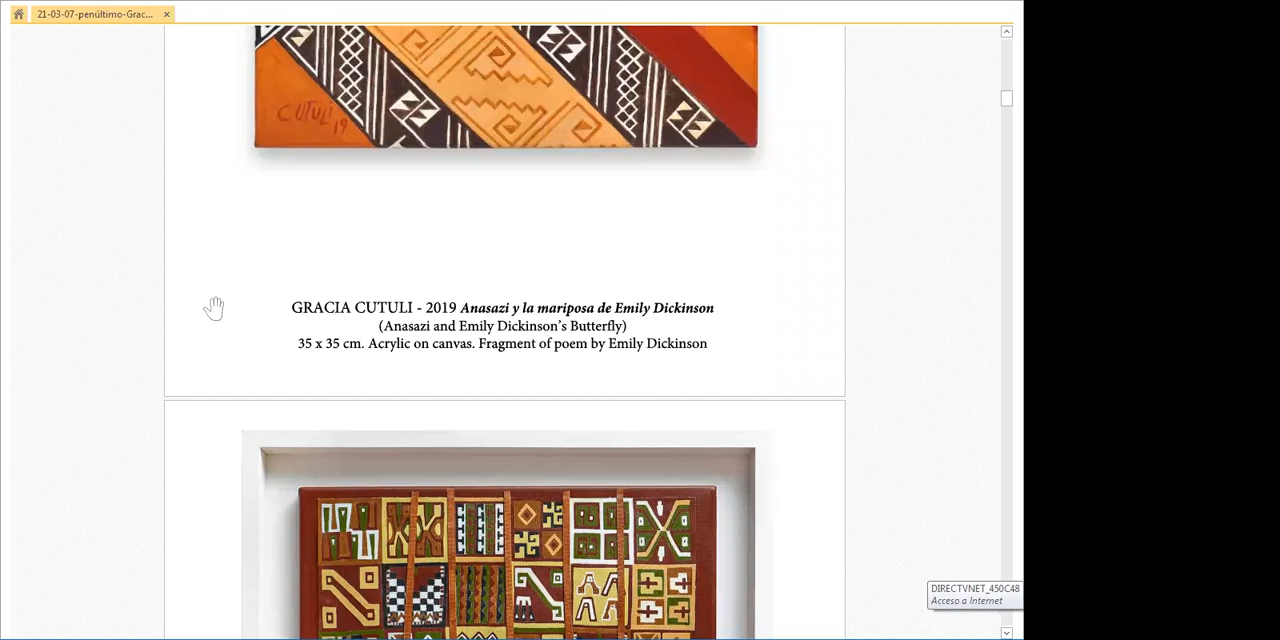 21-03-07-penúltimo-Grac...
CUTULI
19
GRACIA CUTULI - 2019 Anasazi y la mariposa de Emily Dickinson
(Anasazi and Emily Dickinson's Butterfly)
35 x 35 cm. Acrylic on canvas. Fragment of poem by Emily Dickinson
DIRECTVNET_450C48
Acceso a Internet